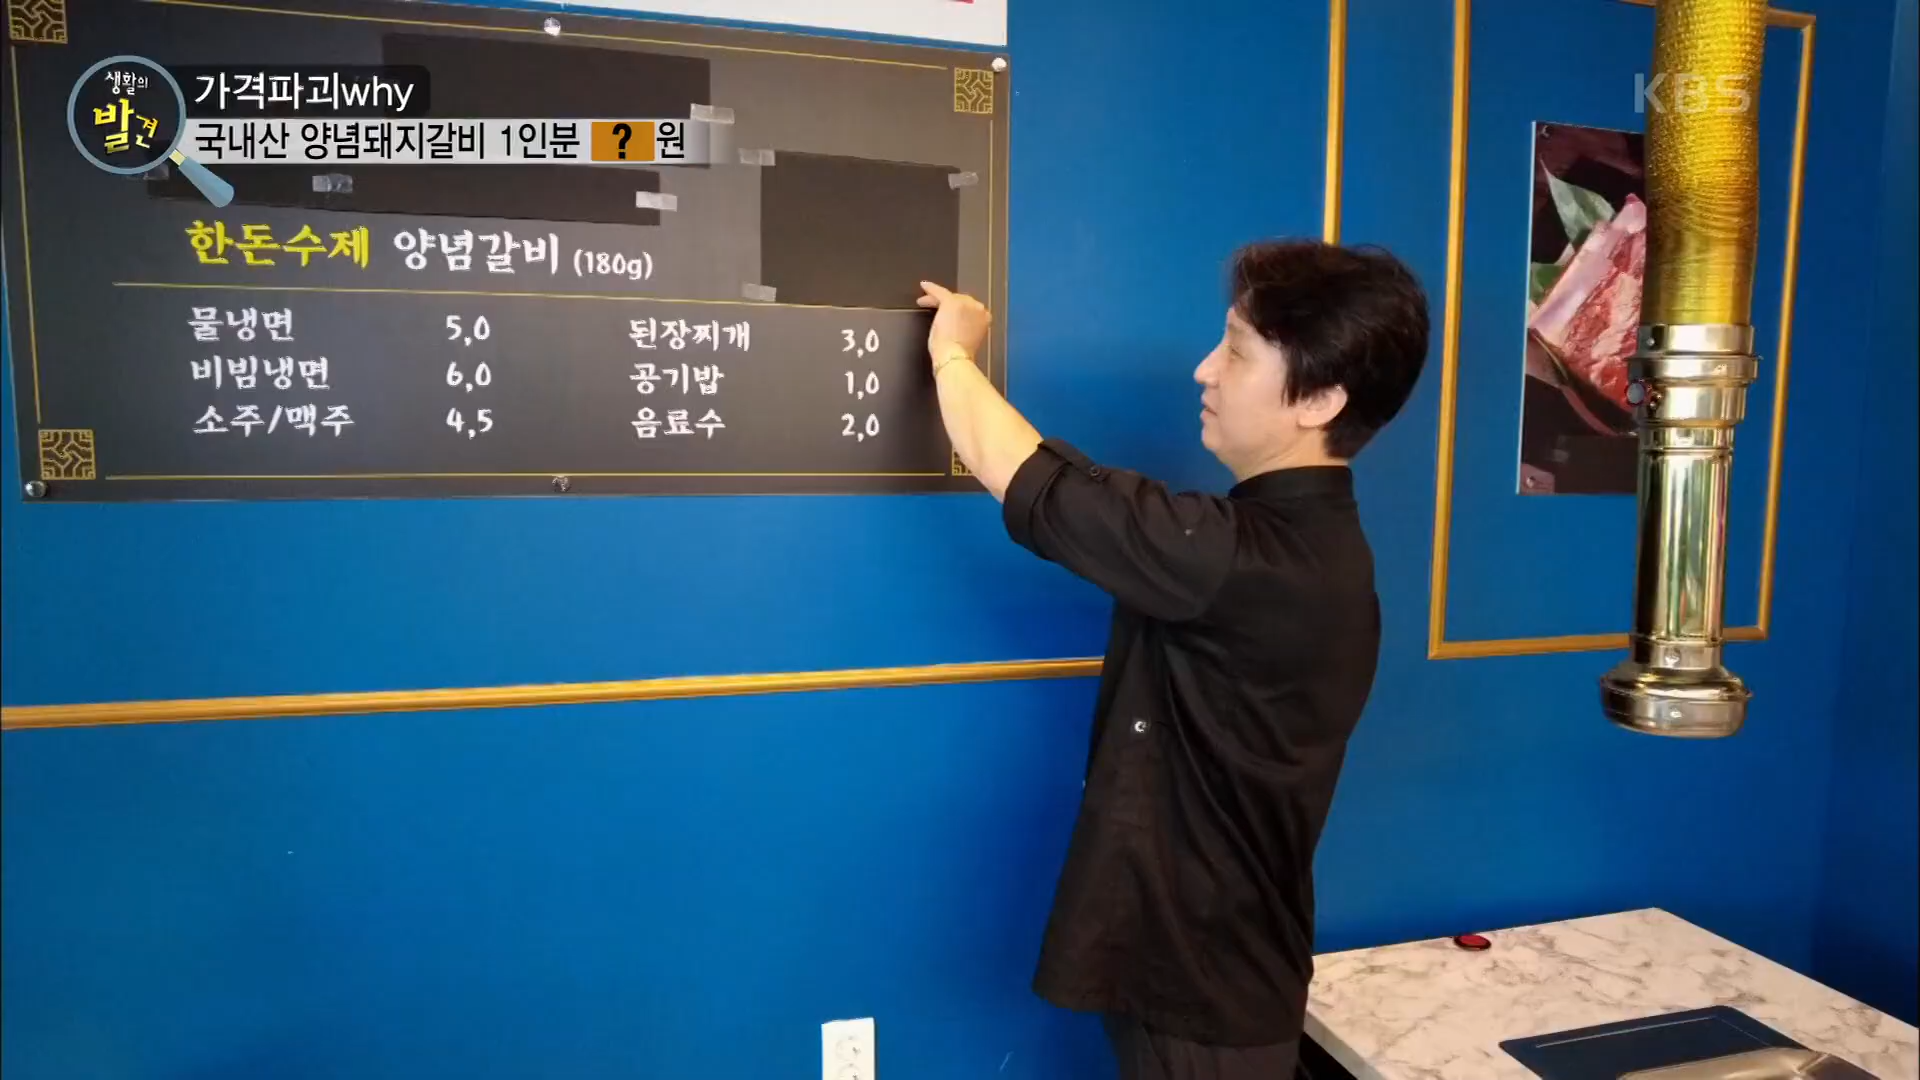 생활의
발견
가격파괴why
국내산 양념돼지갈비 1인분 ? 원
KBS
한돈수제 양념갈비 (180g)
물냉면 5,0 된장찌개 3,0
비빔냉면 6,0 공기밥 1,0
소주/맥주 4,5 음료수 2,0